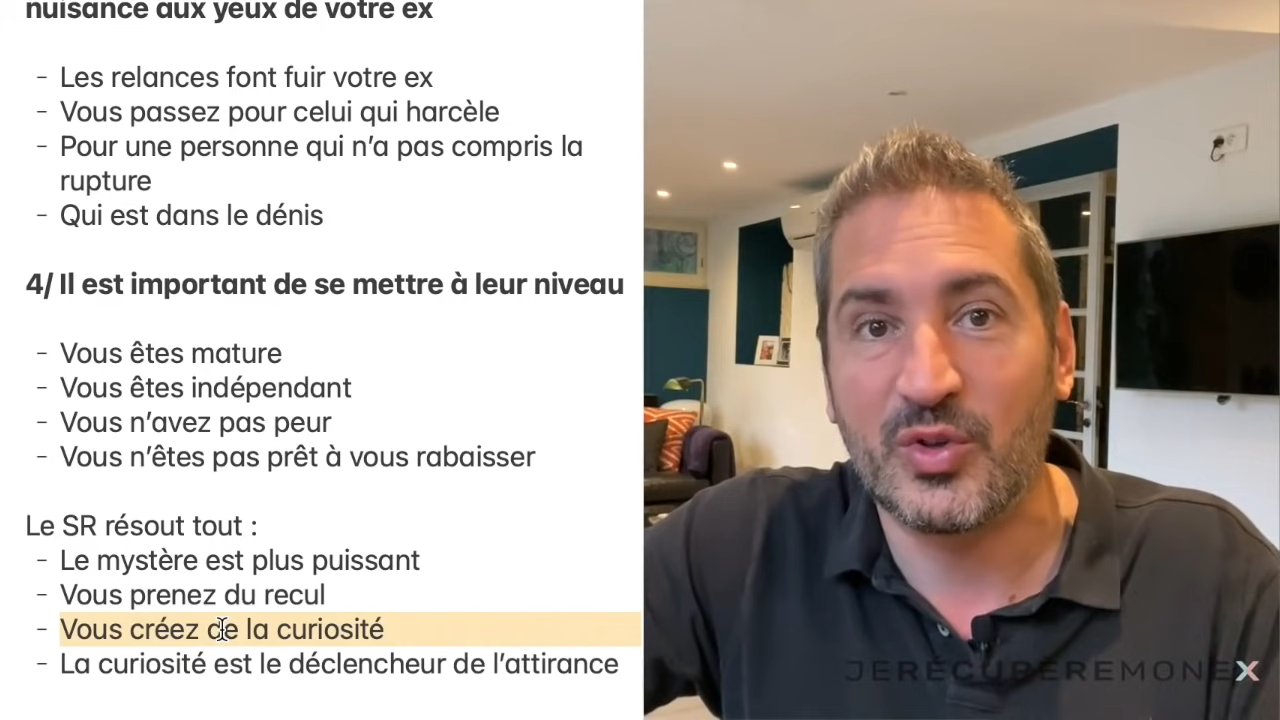 nuisance aux yeux de votre ex
- Les relances font fuir votre ex
- Vous passez pour celui qui harcèle
- Pour une personne qui n’a pas compris la
rupture
- Qui est dans le dénis
4/ Il est important de se mettre à leur niveau
- Vous êtes mature
- Vous êtes indépendant
- Vous n’avez pas peur
- Vous n’êtes pas prêt à vous rabaisser
Le SR résout tout :
- Le mystère est plus puissant
- Vous prenez du recul
- Vous créez de la curiosité
- La curiosité est le déclencheur de l’attirance
JERECUPEREMONEX